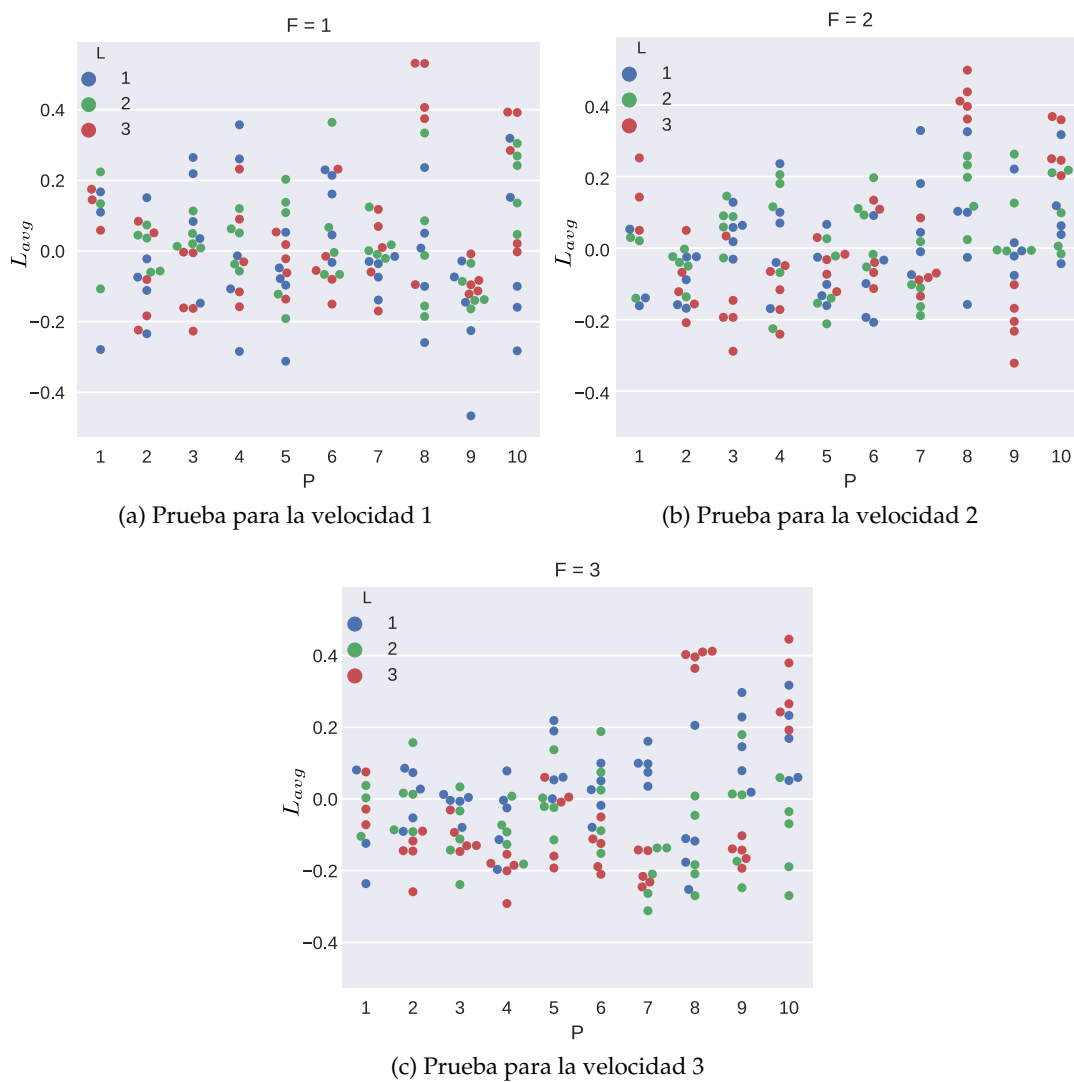 F = 1
L
1
2
3
L_avg
0.4
0.2
0.0
−0.2
−0.4
1 2 3 4 5 6 7 8 9 10
P
(a) Prueba para la velocidad 1
F = 2
L
1
2
3
L_avg
0.4
0.2
0.0
−0.2
−0.4
1 2 3 4 5 6 7 8 9 10
P
(b) Prueba para la velocidad 2
F = 3
L
1
2
3
L_avg
0.4
0.2
0.0
−0.2
−0.4
1 2 3 4 5 6 7 8 9 10
P
(c) Prueba para la velocidad 3